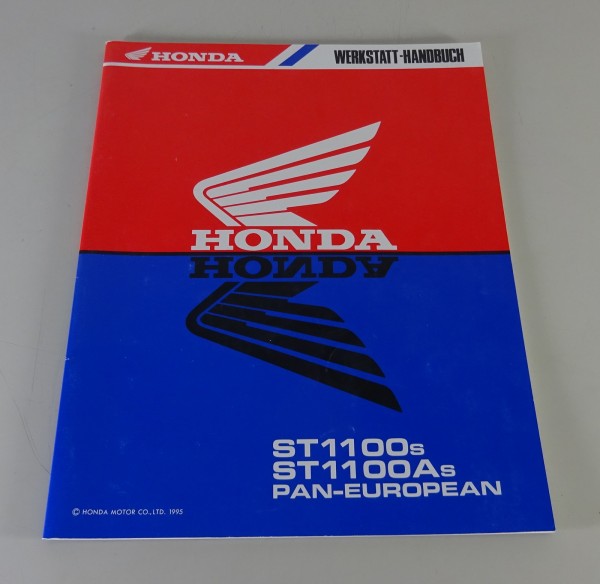 HONDA WERKSTATT-HANDBUCH
HONDA
HONDA
ST1100S
ST1100AS
PAN-EUROPEAN
© HONDA MOTOR CO., LTD. 1995